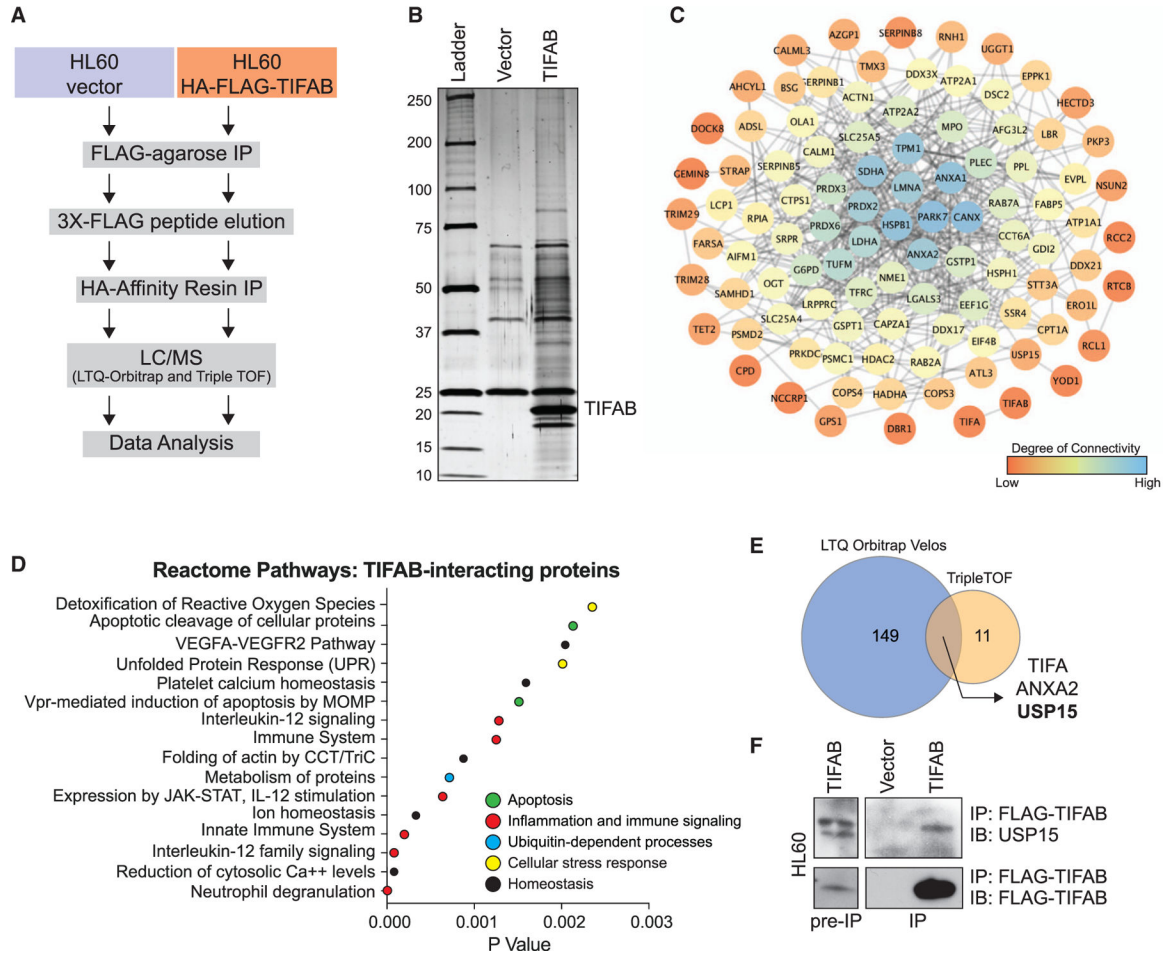 A
HL60
vector
HL60
HA-FLAG-TIFAB
FLAG-agarose IP
3X-FLAG peptide elution
HA-Affinity Resin IP
LC/MS
(LTQ-Orbitrap and Triple TOF)
Data Analysis
B
Ladder
Vector
TIFAB
250
200
100
75
50
37
25
20
15
10
TIFAB
C
AZGP1
SERPINB8
RNH1
CALML3
TMX3
UGGT1
AHCYL1
BSG
SERPINB1
DDX3X
ATP2A1
EPPK1
ACTN1
DSC2
HECTD3
DOCK8
ADSL
OLA1
ATP2A2
MPO
AFG3L2
LBR
PKP3
SLC25A5
CALM1
TPM1
GEMIN8
STRAP
SERPINB5
SDHA
ANXA1
PLEC
PPL
EVPL
NSUN2
PRDX3
LMNA
TRIM29
LCP1
RPIA
CTPS1
PRDX2
HSPB1
PARK7
CANX
RAB7A
FABP5
ATP1A1
RCC2
FARSA
SRPR
PRDX6
LDHA
CCT6A
GDI2
AIFM1
ANXA2
TRIM28
G6PD
TUFM
GSTP1
HSPH1
DDX21
RTCB
SAMHD1
OGT
NME1
STT3A
TFRC
LGALS3
EEF1G
ERO1L
TET2
SLC25A4
LRPPRC
SSR4
CPT1A
PSMD2
GSPT1
CAPZA1
DDX17
EIF4B
RCL1
PRKDC
PSMC1
HDAC2
RAB2A
USP15
CPD
ATL3
YOD1
NCCRP1
COPS4
HADHA
COPS3
TIFAB
GPS1
DBR1
TIFA
Degree of Connectivity
Low High
D
Reactome Pathways: TIFAB-interacting proteins
Detoxification of Reactive Oxygen Species
Apoptotic cleavage of cellular proteins
VEGFA-VEGFR2 Pathway
Unfolded Protein Response (UPR)
Platelet calcium homeostasis
Vpr-mediated induction of apoptosis by MOMP
Interleukin-12 signaling
Immune System
Folding of actin by CCT/TriC
Metabolism of proteins
Expression by JAK-STAT, IL-12 stimulation
Ion homeostasis
Innate Immune System
Interleukin-12 family signaling
Reduction of cytosolic Ca++ levels
Neutrophil degranulation
Apoptosis
Inflammation and immune signaling
Ubiquitin-dependent processes
Cellular stress response
Homeostasis
0.000 0.001 0.002 0.003
P Value
E
LTQ Orbitrap Velos
TripleTOF
149
11
TIFA
ANXA2
USP15
F
TIFAB
Vector
TIFAB
HL60
IP: FLAG-TIFAB
IB: USP15
IP: FLAG-TIFAB
IB: FLAG-TIFAB
pre-IP
IP